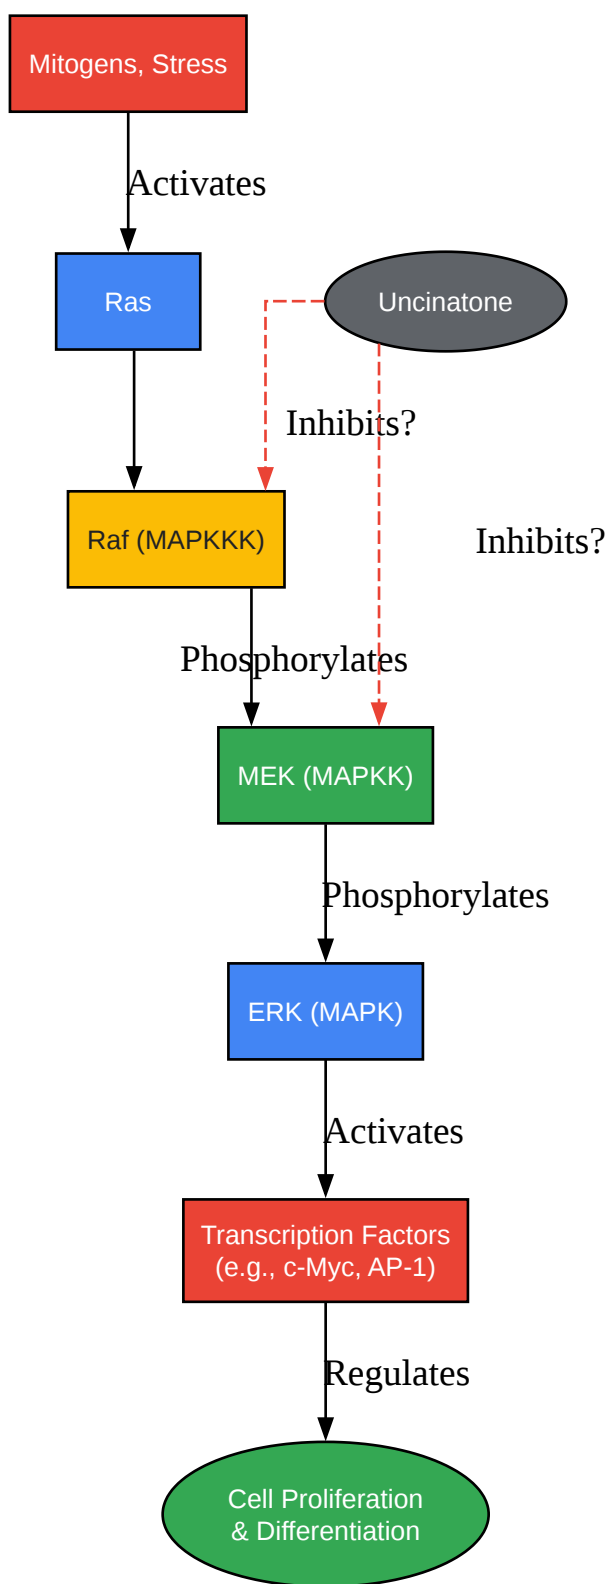 Mitogens, Stress
Activates
Ras
Uncinatone
Inhibits?
Raf (MAPKKK)
Inhibits?
Phosphorylates
MEK (MAPKK)
Phosphorylates
ERK (MAPK)
Activates
Transcription Factors
(e.g., c-Myc, AP-1)
Regulates
Cell Proliferation
& Differentiation